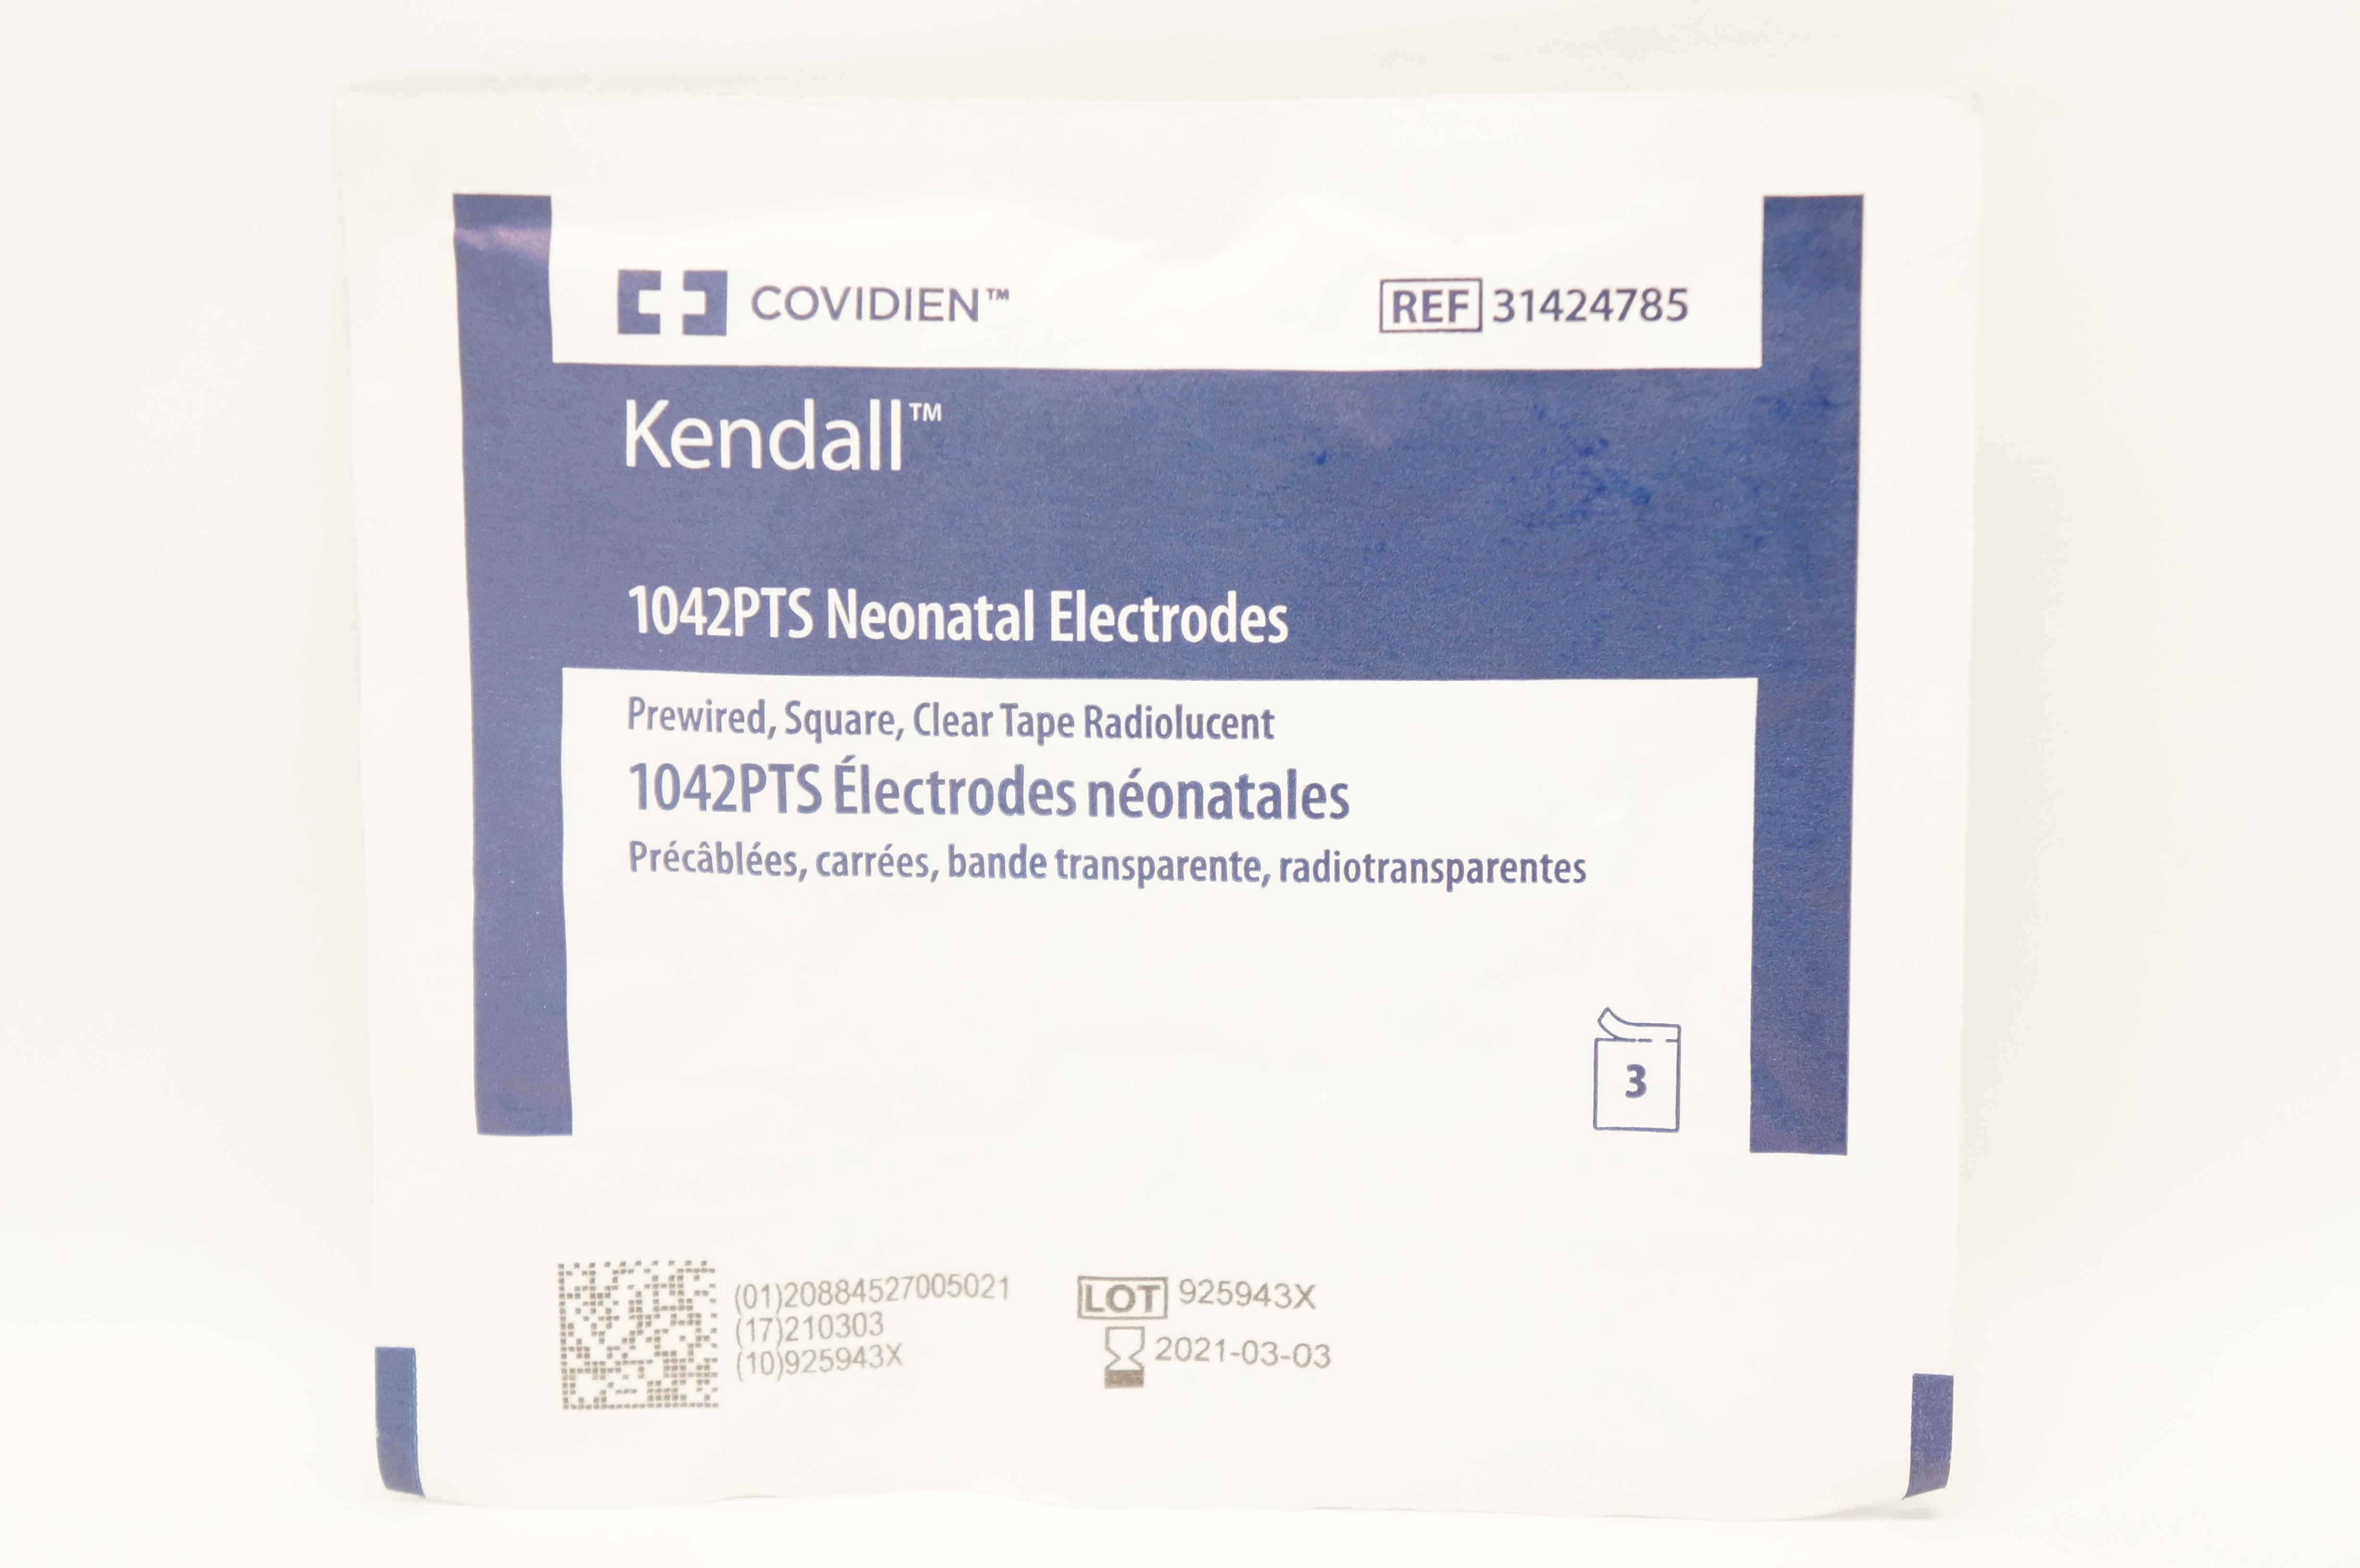 COVIDIEN™
REF 31424785
Kendall™
1042PTS Neonatal Electrodes
Prewired, Square, Clear Tape Radiolucent
1042PTS Électrodes néonatales
Précâblées, carrées, bande transparente, radiotransparentes
3
(01)20884527005021
(17)210303
(10)925943X
LOT 925943X
2021-03-03